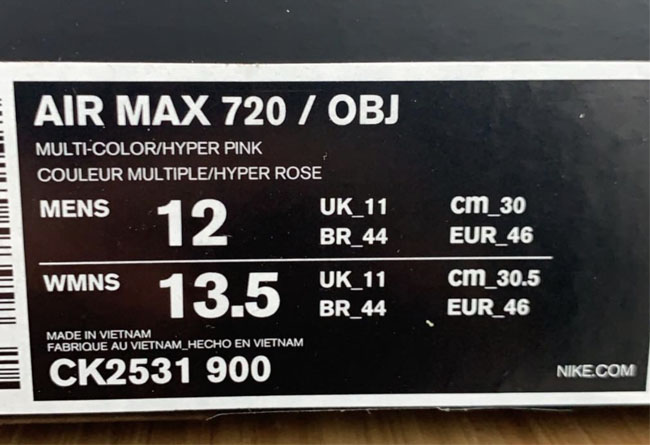 AIR MAX 720 / OBJ
MULTI-COLOR/HYPER PINK
COULEUR MULTIPLE/HYPER ROSE
MENS 12 UK_11 cm_30
BR_44 EUR_46
WMNS 13.5 UK_11 cm_30.5
BR_44 EUR_46
MADE IN VIETNAM
FABRIQUE AU VIETNAM_HECHO EN VIETNAM
CK2531 900 NIKE.COM